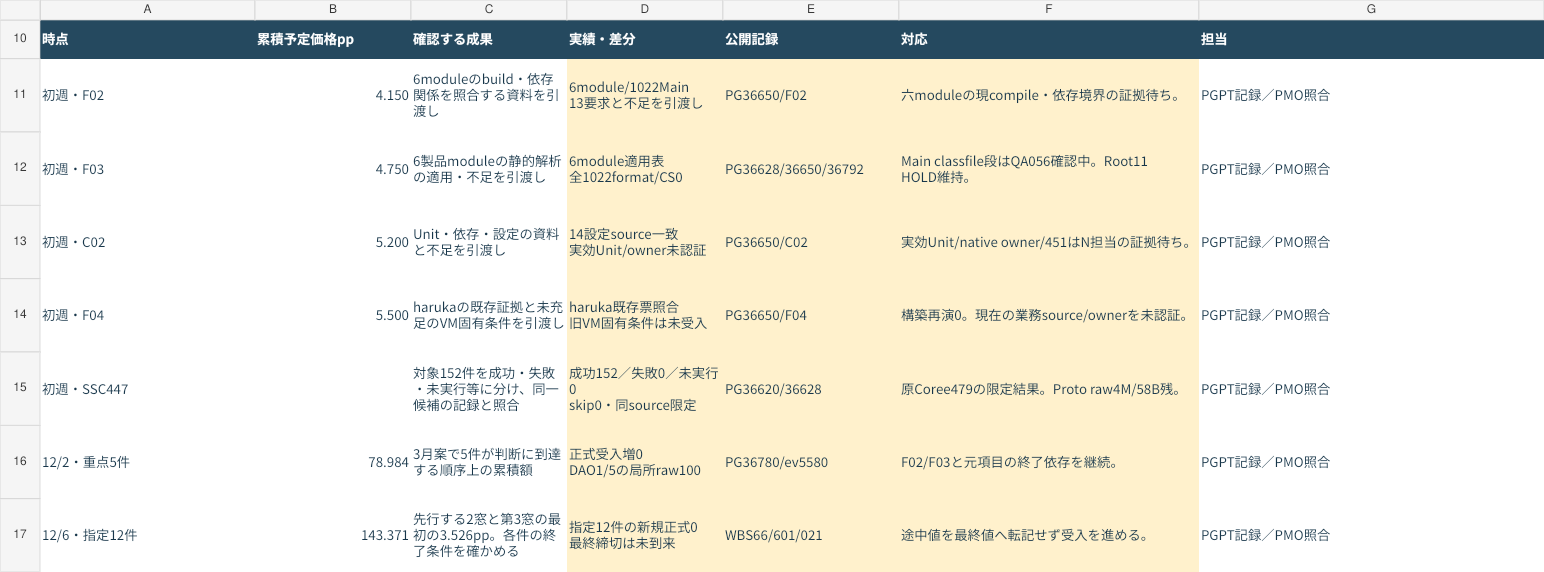 A B C D E F G
10 時点 累積予定価格pp 確認する成果 実績・差分 公開記録 対応 担当
11 初週・F02 4.150 6moduleのbuild・依存
関係を照合する資料を引
渡し
6module/1022Main
13要求と不足を引渡し
PG36650/F02 六moduleの現compile・依存境界の証拠待ち。 PGPT記録／PMO照合
12 初週・F03 4.750 6製品moduleの静的解析
の適用・不足を引渡し
6module適用表
全1022format/CS0
PG36628/36650/36792 Main classfile段はQA056確認中。Root11
HOLD維持。
PGPT記録／PMO照合
13 初週・C02 5.200 Unit・依存・設定の資料
と不足を引渡し
14設定source一致
実効Unit/owner未認証
PG36650/C02 実効Unit/native owner/451はN担当の証拠待ち。 PGPT記録／PMO照合
14 初週・F04 5.500 harukaの既存証拠と未充
足のVM固有条件を引渡し
haruka既存票照合
旧VM固有条件は未受入
PG36650/F04 構築再演0。現在の業務source/ownerを未認証。 PGPT記録／PMO照合
15 初週・SSC447 対象152件を成功・失敗
・未実行等に分け、同一
候補の記録と照合
成功152／失敗0／未実行
0
skip0・同source限定
PG36620/36628 原Coree479の限定結果。Proto raw4M/58B残。 PGPT記録／PMO照合
16 12/2・重点5件 78.984 3月案で5件が判断に到達
する順序上の累積額
正式受入増0
DAO1/5の局所raw100
PG36780/ev5580 F02/F03と元項目の終了依存を継続。 PGPT記録／PMO照合
17 12/6・指定12件 143.371 先行する2窓と第3窓の最
初の3.526pp。各件の終
了条件を確かめる
指定12件の新規正式0
最終締切は未到来
WBS66/601/021 途中値を最終値へ転記せず受入を進める。 PGPT記録／PMO照合